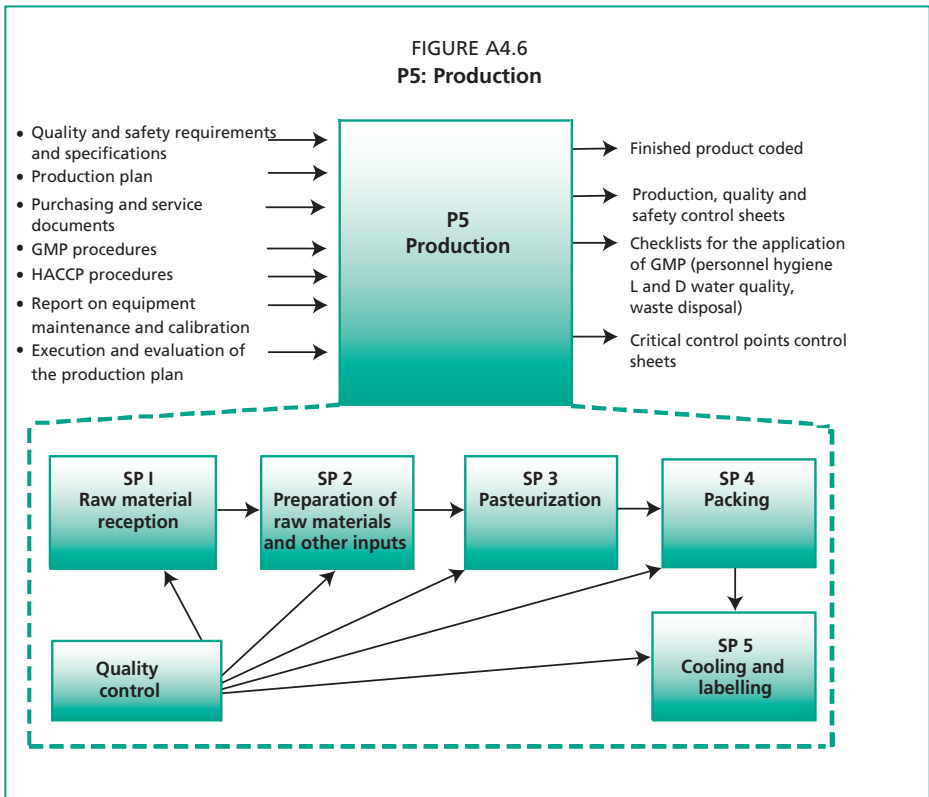 FIGURE A4.6
P5: Production
• Quality and safety requirements
and specifications
• Production plan
• Purchasing and service
documents
• GMP procedures
• HACCP procedures
• Report on equipment
maintenance and calibration
• Execution and evaluation of
the production plan
P5
Production
Finished product coded
Production, quality and
safety control sheets
Checklists for the application
of GMP (personnel hygiene
L and D water quality,
waste disposal)
Critical control points control
sheets
SP I
Raw material
reception
SP 2
Preparation of
raw materials
and other inputs
SP 3
Pasteurization
SP 4
Packing
Quality
control
SP 5
Cooling and
labelling